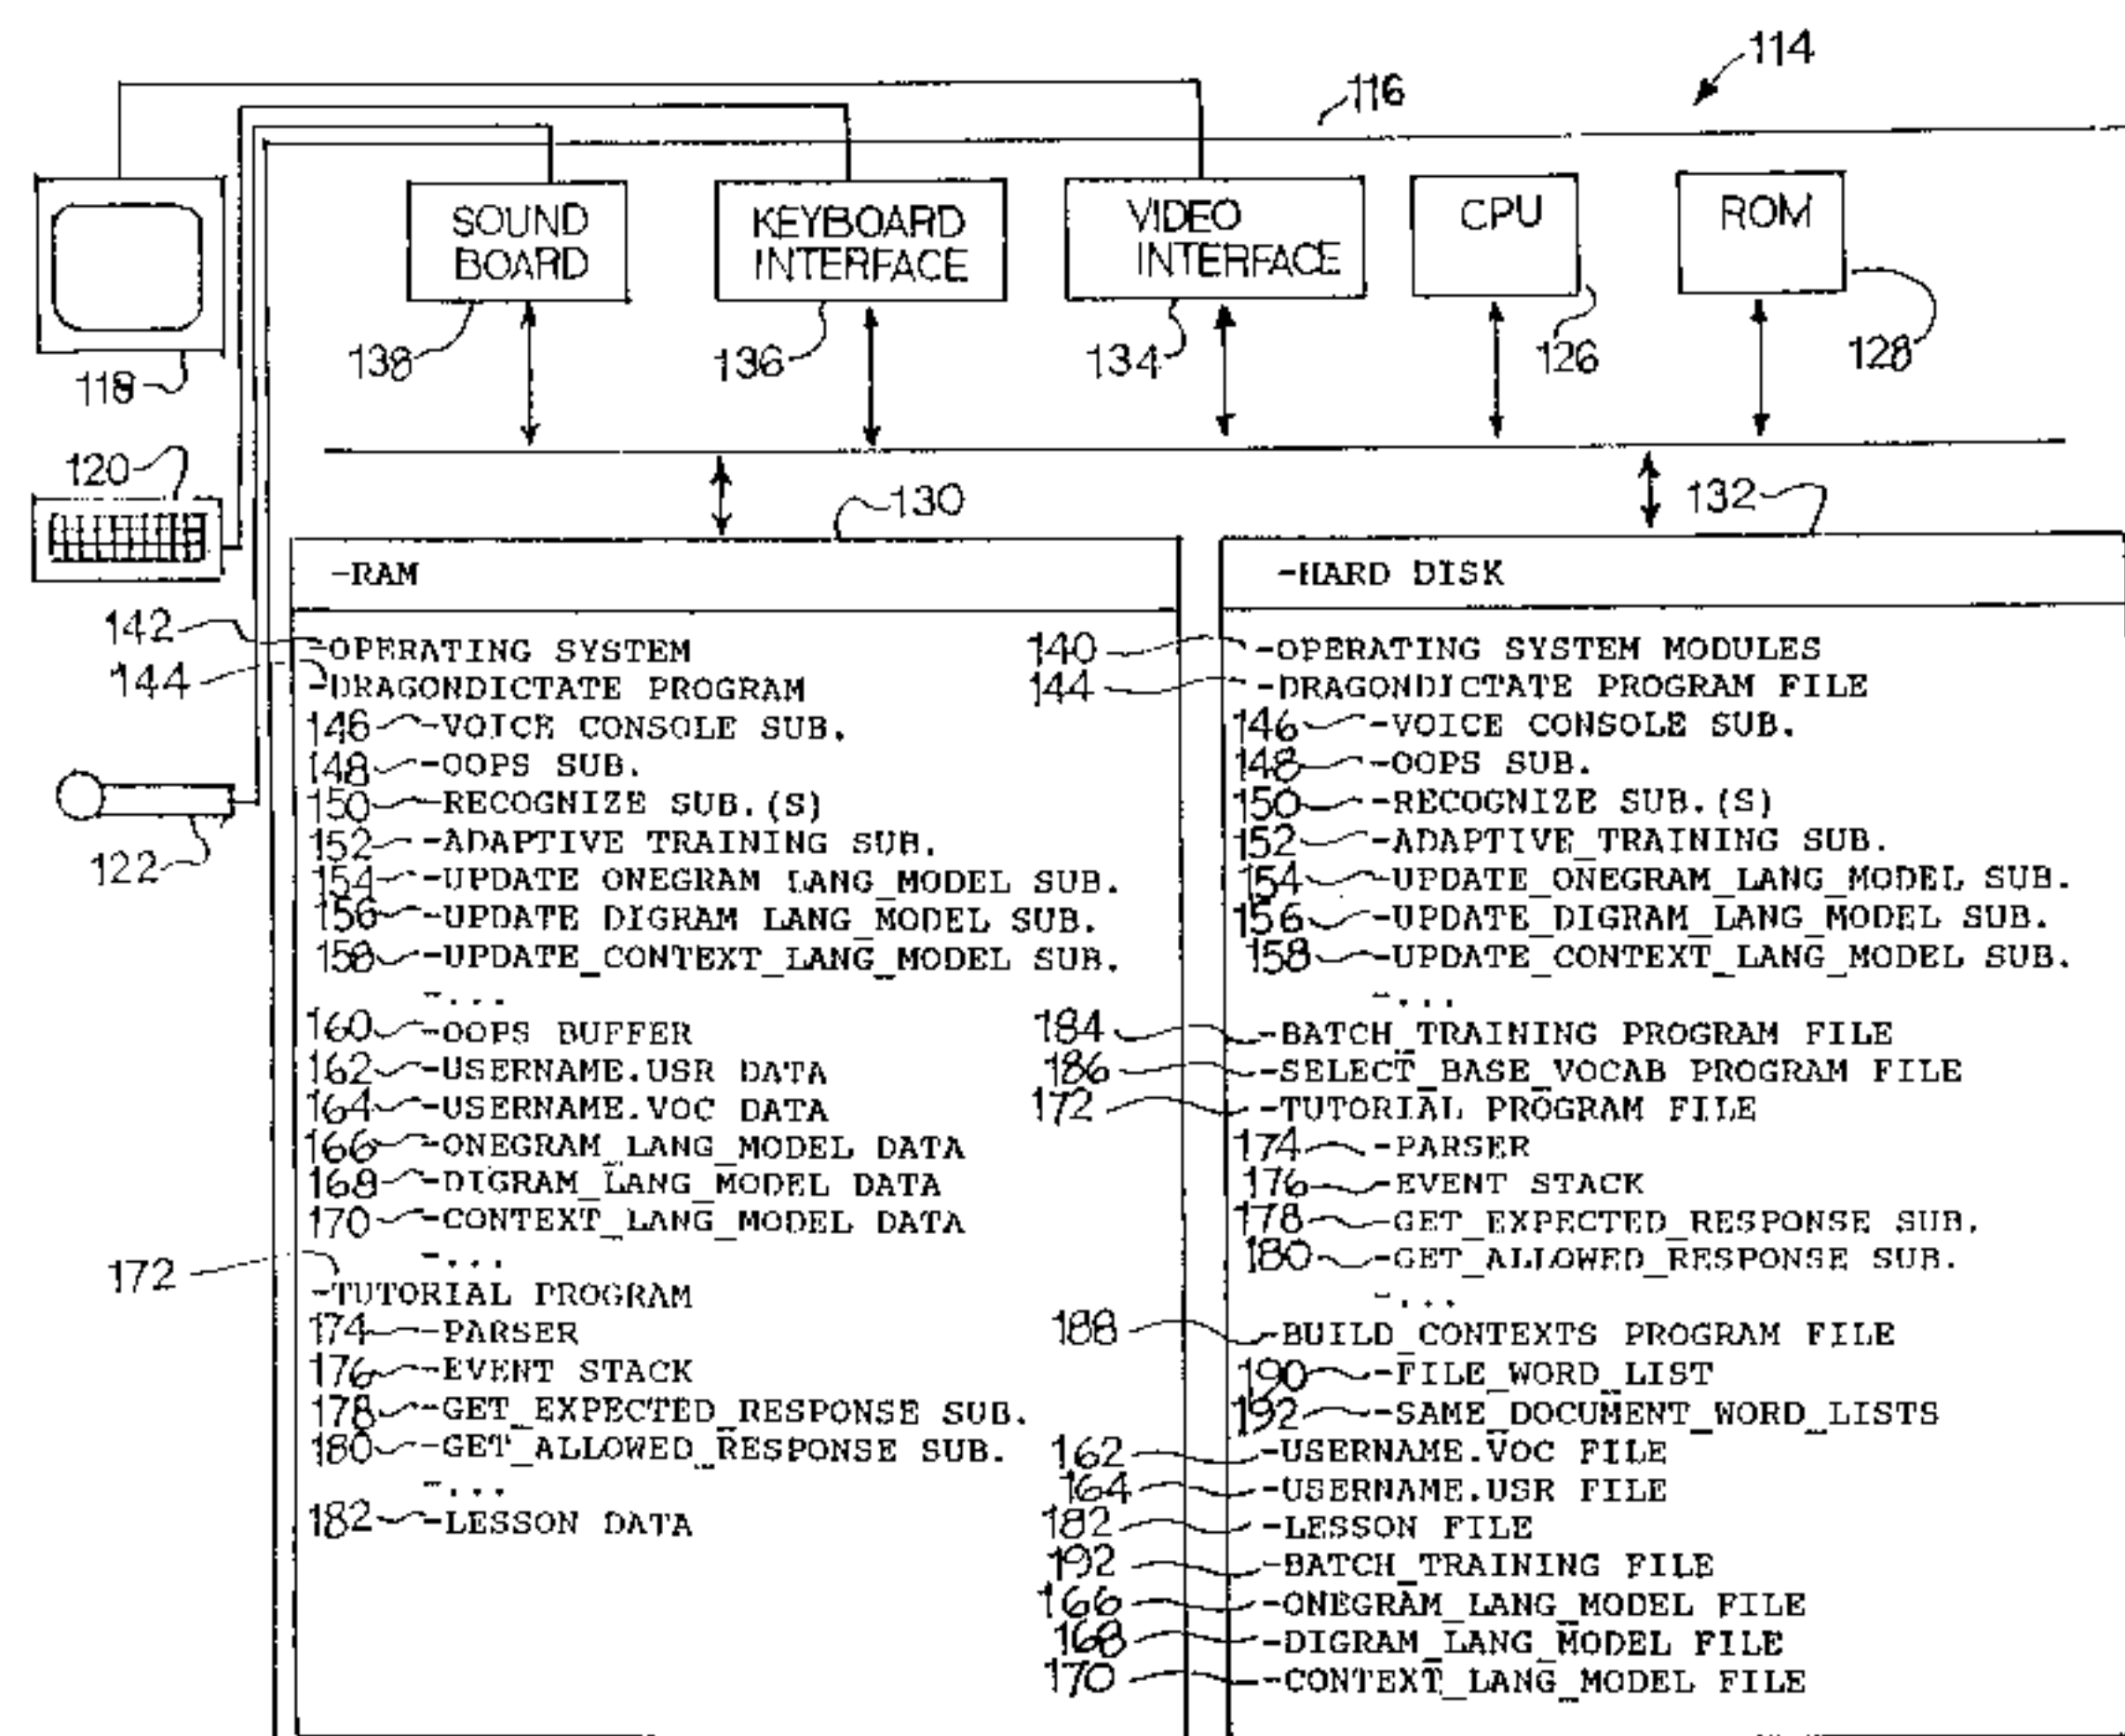 114
116
SOUND BOARD
KEYBOARD INTERFACE
VIDEO INTERFACE
CPU
ROM
138
136
134
126
128
118
120
130
132
122
-RAM
142 -OPERATING SYSTEM
144 -DRAGONDICTATE PROGRAM
146 -VOICE CONSOLE SUB.
148 -OOPS SUB.
150 -RECOGNIZE SUB.(S)
152 -ADAPTIVE TRAINING SUB.
154 -UPDATE ONEGRAM LANG_MODEL SUB.
156 -UPDATE DIGRAM LANG_MODEL SUB.
158 -UPDATE_CONTEXT_LANG_MODEL SUB.
-...
160 -OOPS BUFFER
162 -USERNAME.USR DATA
164 -USERNAME.VOC DATA
166 -ONEGRAM_LANG_MODEL DATA
168 -DIGRAM_LANG_MODEL DATA
170 -CONTEXT_LANG_MODEL DATA
-...
172 -TUTORIAL PROGRAM
174 -PARSER
176 -EVENT STACK
178 -GET_EXPECTED_RESPONSE SUB.
180 -GET_ALLOWED_RESPONSE SUB.
-...
182 -LESSON DATA
-HARD DISK
140 -OPERATING SYSTEM MODULES
144 -DRAGONDICTATE PROGRAM FILE
146 -VOICE CONSOLE SUB.
148 -OOPS SUB.
150 -RECOGNIZE SUB.(S)
152 -ADAPTIVE_TRAINING SUB.
154 -UPDATE_ONEGRAM_LANG_MODEL SUB.
156 -UPDATE_DIGRAM_LANG_MODEL SUB.
158 -UPDATE_CONTEXT_LANG_MODEL SUB.
-...
184 -BATCH_TRAINING PROGRAM FILE
186 -SELECT_BASE_VOCAB PROGRAM FILE
172 -TUTORIAL PROGRAM FILE
174 -PARSER
176 -EVENT STACK
178 -GET_EXPECTED_RESPONSE SUB.
180 -GET_ALLOWED_RESPONSE SUB.
-...
188 -BUILD_CONTEXTS PROGRAM FILE
190 -FILE_WORD_LIST
192 -SAME_DOCUMENT_WORD_LISTS
162 -USERNAME.VOC FILE
164 -USERNAME.USR FILE
182 -LESSON FILE
192 -BATCH_TRAINING FILE
166 -ONEGRAM_LANG_MODEL FILE
168 -DIGRAM_LANG_MODEL FILE
170 -CONTEXT_LANG_MODEL FILE